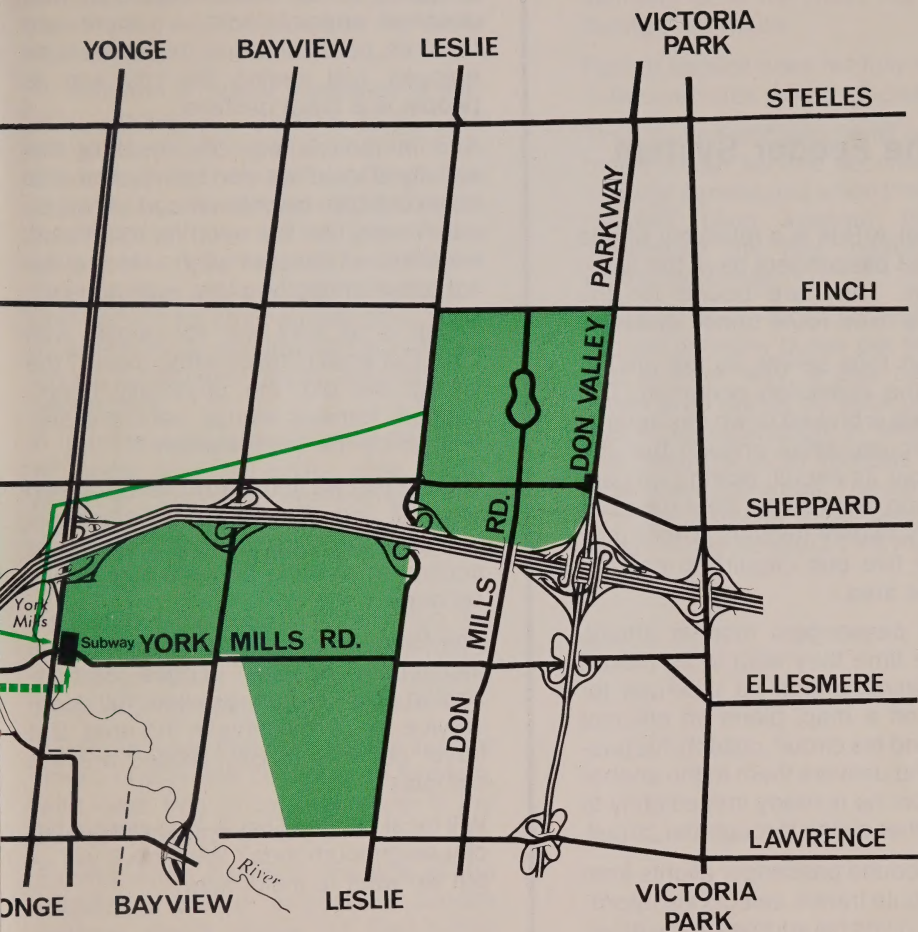 YONGE
BAYVIEW
LESLIE
VICTORIA
PARK
STEELES
DON VALLEY PARKWAY
FINCH
SHEPPARD
DON MILLS RD.
York
Mills
Subway
YORK MILLS RD.
ELLESMERE
LAWRENCE
River
ONGE
BAYVIEW
LESLIE
VICTORIA
PARK